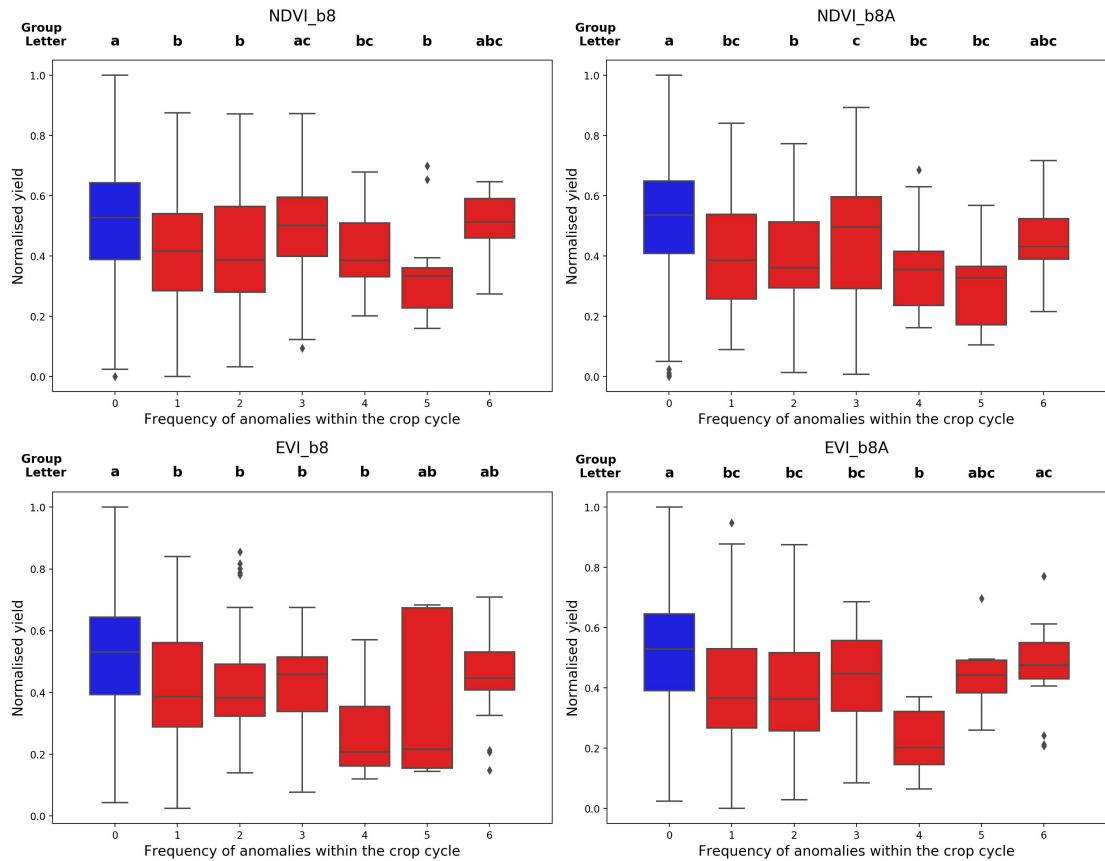 NDVI_b8
Group
Letter a b b ac bc b abc
1.0
0.8
0.6
0.4
0.2
0.0
Normalised yield
0 1 2 3 4 5 6
Frequency of anomalies within the crop cycle
NDVI_b8A
Group
Letter a bc b c bc bc abc
1.0
0.8
0.6
0.4
0.2
0.0
Normalised yield
0 1 2 3 4 5 6
Frequency of anomalies within the crop cycle
EVI_b8
Group
Letter a b b b b ab ab
1.0
0.8
0.6
0.4
0.2
0.0
Normalised yield
0 1 2 3 4 5 6
Frequency of anomalies within the crop cycle
EVI_b8A
Group
Letter a bc bc bc b abc ac
1.0
0.8
0.6
0.4
0.2
0.0
Normalised yield
0 1 2 3 4 5 6
Frequency of anomalies within the crop cycle